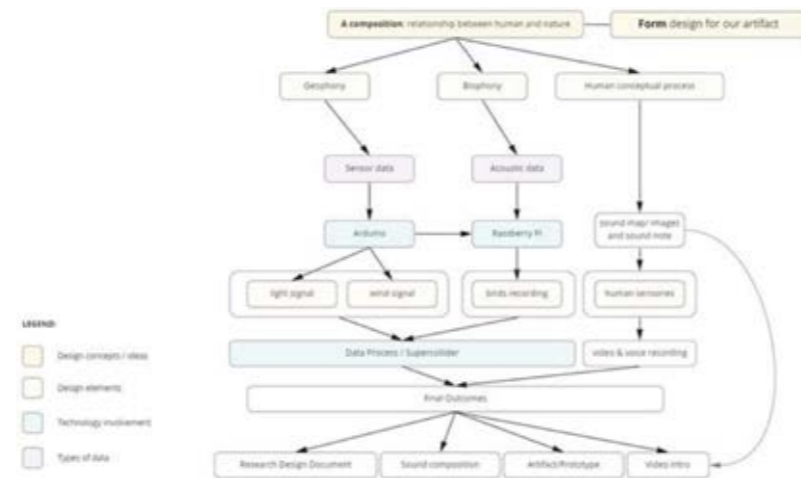 A composition: relationship between human and nature
Form design for our artifact
Geophony
Biophony
Human conceptual process
Sensor data
Acoustic data
Arduino
Raspberry Pi
sound map/ images
and sound note
light signal
wind signal
birds recording
human sensories
Data Process / Supercollider
video & voice recording
Final Outcomes
Research Design Document
Sound composition
Artifact/Prototype
Video Intro
LEGEND:
Design concepts / ideas
Design elements
Technology involvement
Types of data